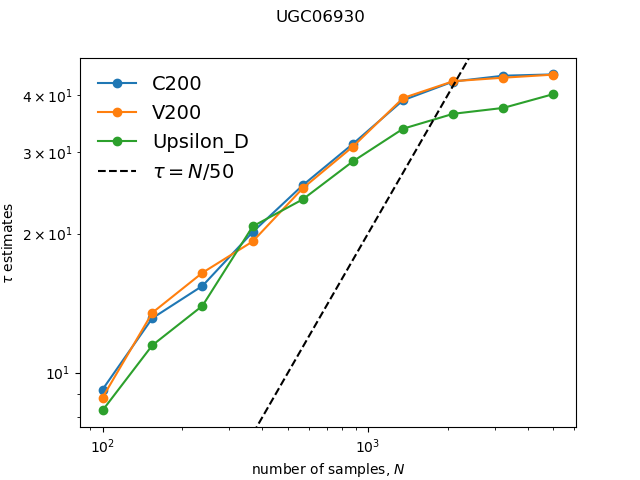 UGC06930
C200
V200
Upsilon_D
τ = N/50
4 × 10¹
3 × 10¹
2 × 10¹
10¹
τ estimates
10² 10³
number of samples, N